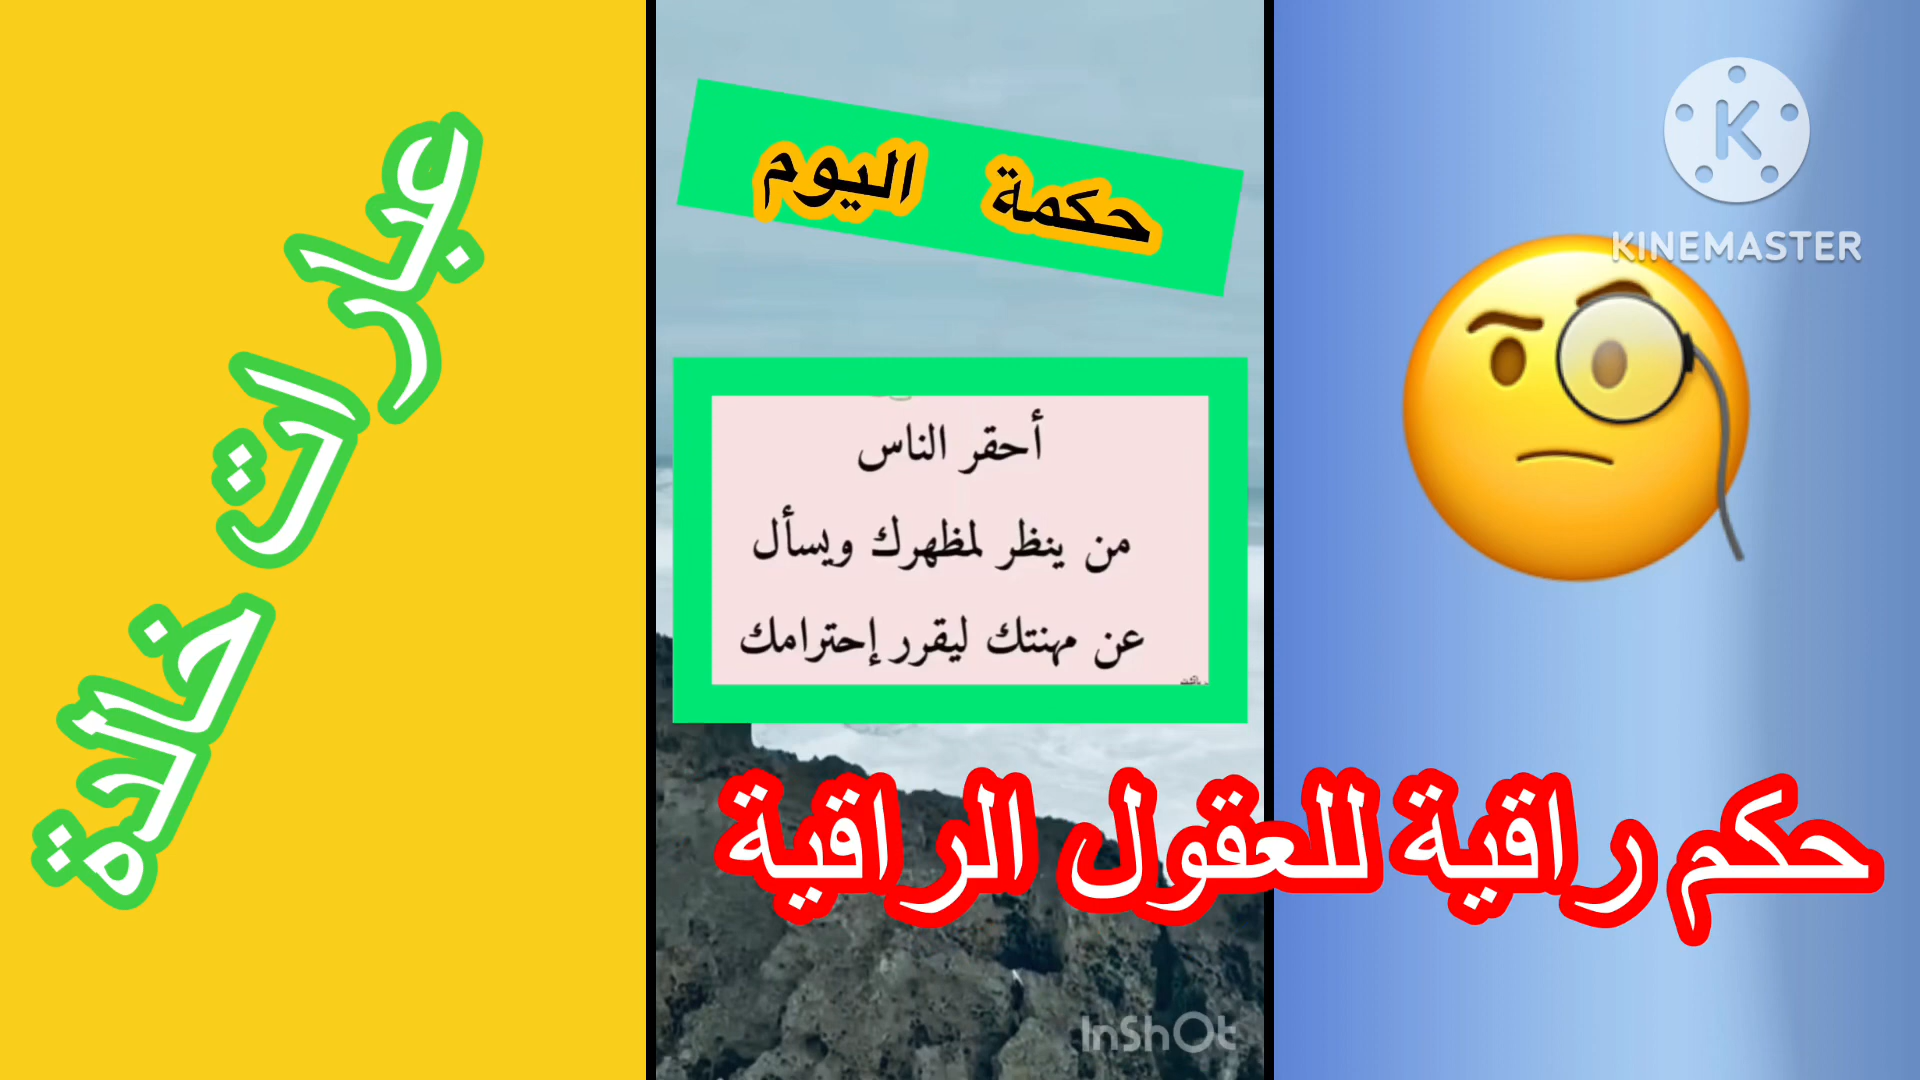 عبارات خالدة
حكمة اليوم
أحقر الناس
من ينظر لمظهرك ويسأل
عن مهنتك ليقرر إحترامك
حكم راقية للعقول الراقية
K
KINEMASTER
InShOt